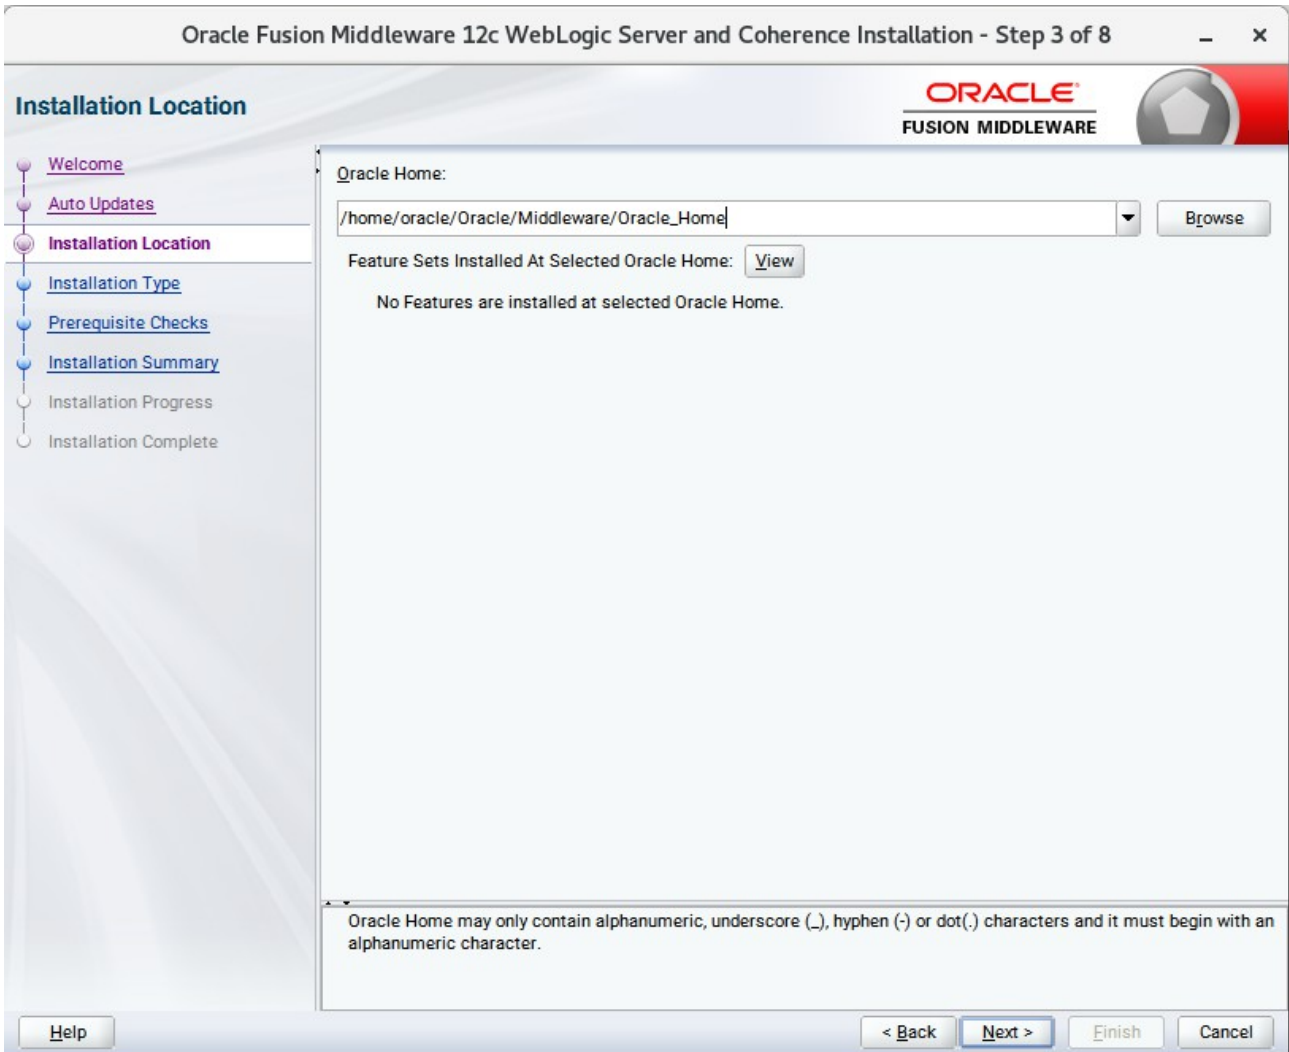 Oracle Fusion Middleware 12c WebLogic Server and Coherence Installation - Step 3 of 8
Installation Location
ORACLE
FUSION MIDDLEWARE
Welcome
Auto Updates
Installation Location
Installation Type
Prerequisite Checks
Installation Summary
Installation Progress
Installation Complete
Oracle Home:
/home/oracle/Oracle/Middleware/Oracle_Home
Browse
Feature Sets Installed At Selected Oracle Home: View
No Features are installed at selected Oracle Home.
Oracle Home may only contain alphanumeric, underscore (_), hyphen (-) or dot(.) characters and it must begin with an
alphanumeric character.
Help
< Back
Next >
Finish
Cancel